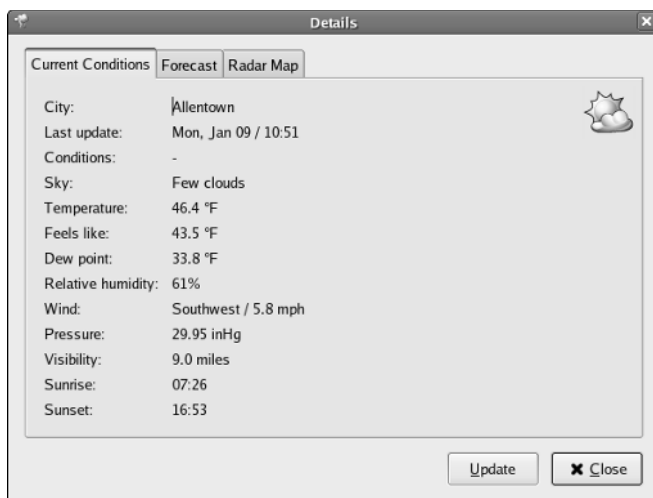 Details
Current Conditions Forecast Radar Map
City: Allentown
Last update: Mon, Jan 09 / 10:51
Conditions: -
Sky: Few clouds
Temperature: 46.4 °F
Feels like: 43.5 °F
Dew point: 33.8 °F
Relative humidity: 61%
Wind: Southwest / 5.8 mph
Pressure: 29.95 inHg
Visibility: 9.0 miles
Sunrise: 07:26
Sunset: 16:53
Update Close